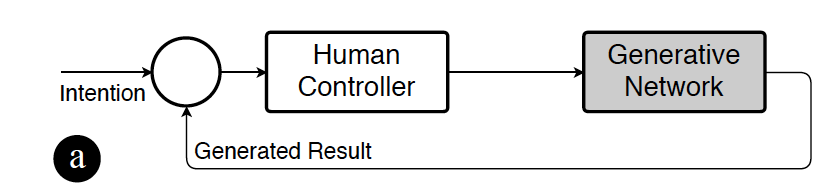 Human
Controller
Generative
Network
Intention
Generated Result
a